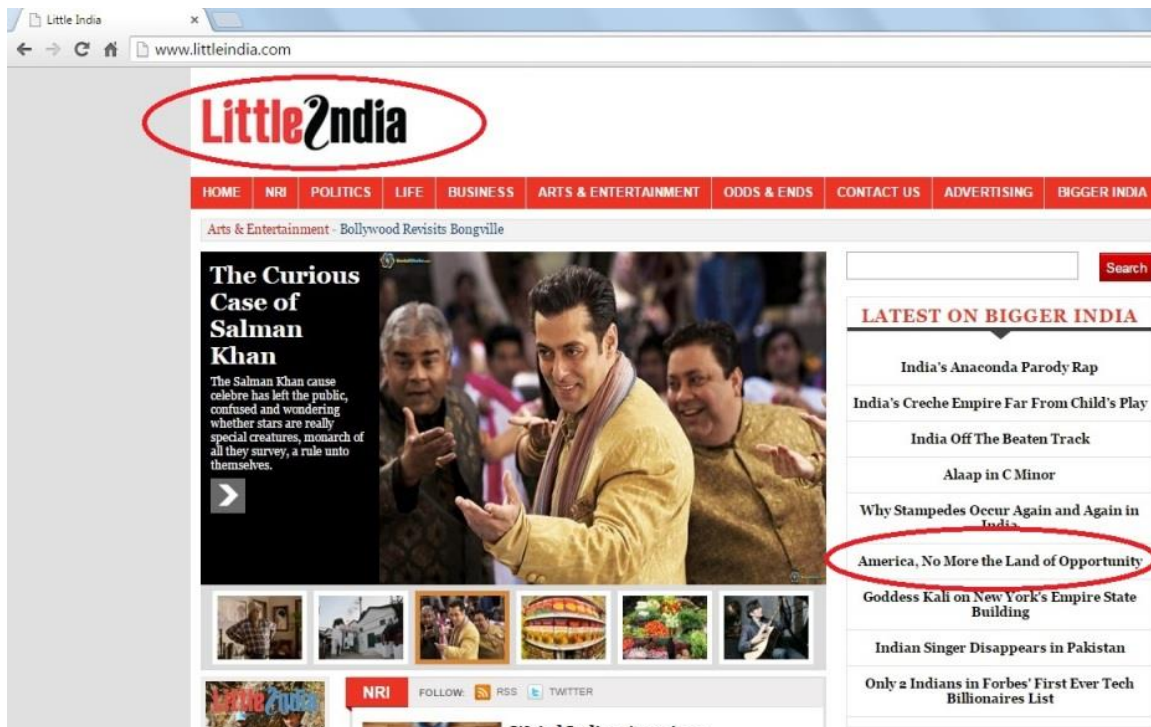 Little India
www.littleindia.com
Little India
HOME NRI POLITICS LIFE BUSINESS ARTS & ENTERTAINMENT ODDS & ENDS CONTACT US ADVERTISING BIGGER INDIA
Arts & Entertainment - Bollywood Revisits Bongville
The Curious
Case of
Salman
Khan
The Salman Khan cause
celebre has left the public,
confused and wondering
whether stars are really
special creatures, monarch of
all they survey, a rule unto
themselves.
Search
LATEST ON BIGGER INDIA
India's Anaconda Parody Rap
India's Creche Empire Far From Child's Play
India Off The Beaten Track
Alaap in C Minor
Why Stampedes Occur Again and Again in
India
America, No More the Land of Opportunity
Goddess Kali on New York's Empire State
Building
Indian Singer Disappears in Pakistan
Only 2 Indians in Forbes' First Ever Tech
Billionaires List
Little India
NRI FOLLOW: RSS TWITTER